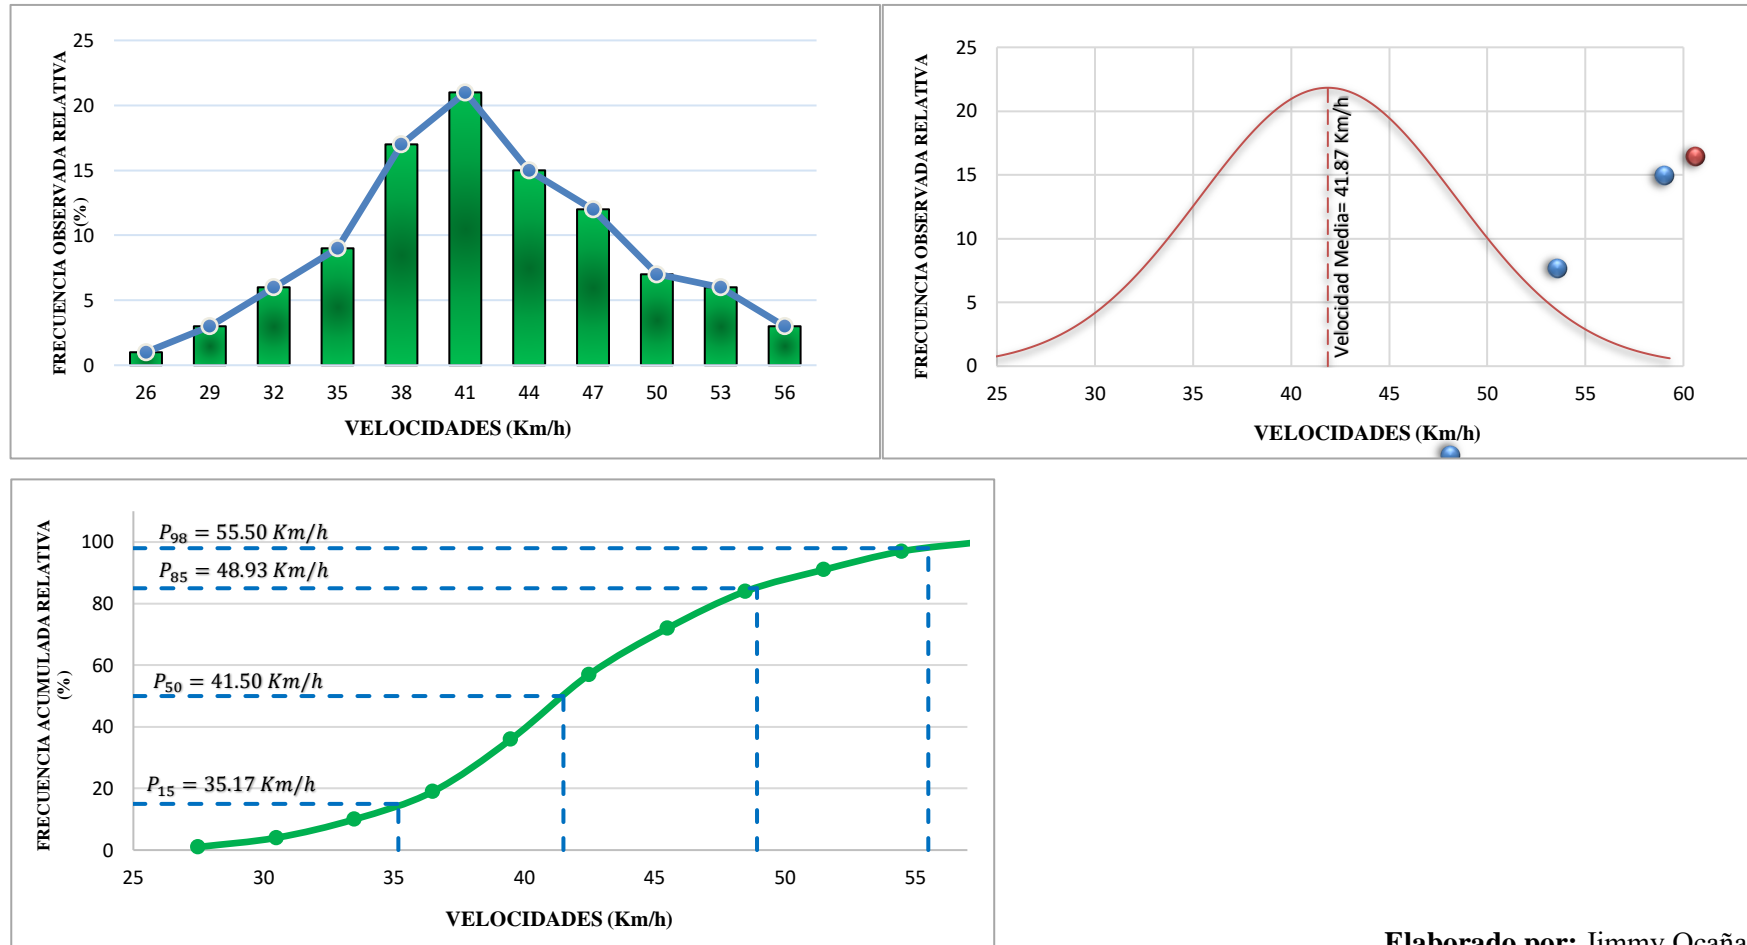 FRECUENCIA OBSERVADA RELATIVA
(%)
25
20
15
10
5
0
26 29 32 35 38 41 44 47 50 53 56
VELOCIDADES (Km/h)
FRECUENCIA OBSERVADA RELATIVA
25
20
15
10
5
0
Velocidad Media= 41.87 Km/h
25 30 35 40 45 50 55 60
VELOCIDADES (Km/h)
FRECUENCIA ACUMULADA RELATIVA
(%)
100
80
60
40
20
0
P98 = 55.50 Km/h
P85 = 48.93 Km/h
P50 = 41.50 Km/h
P15 = 35.17 Km/h
25 30 35 40 45 50 55
VELOCIDADES (Km/h)
Elaborado por: Jimmy Ocaña